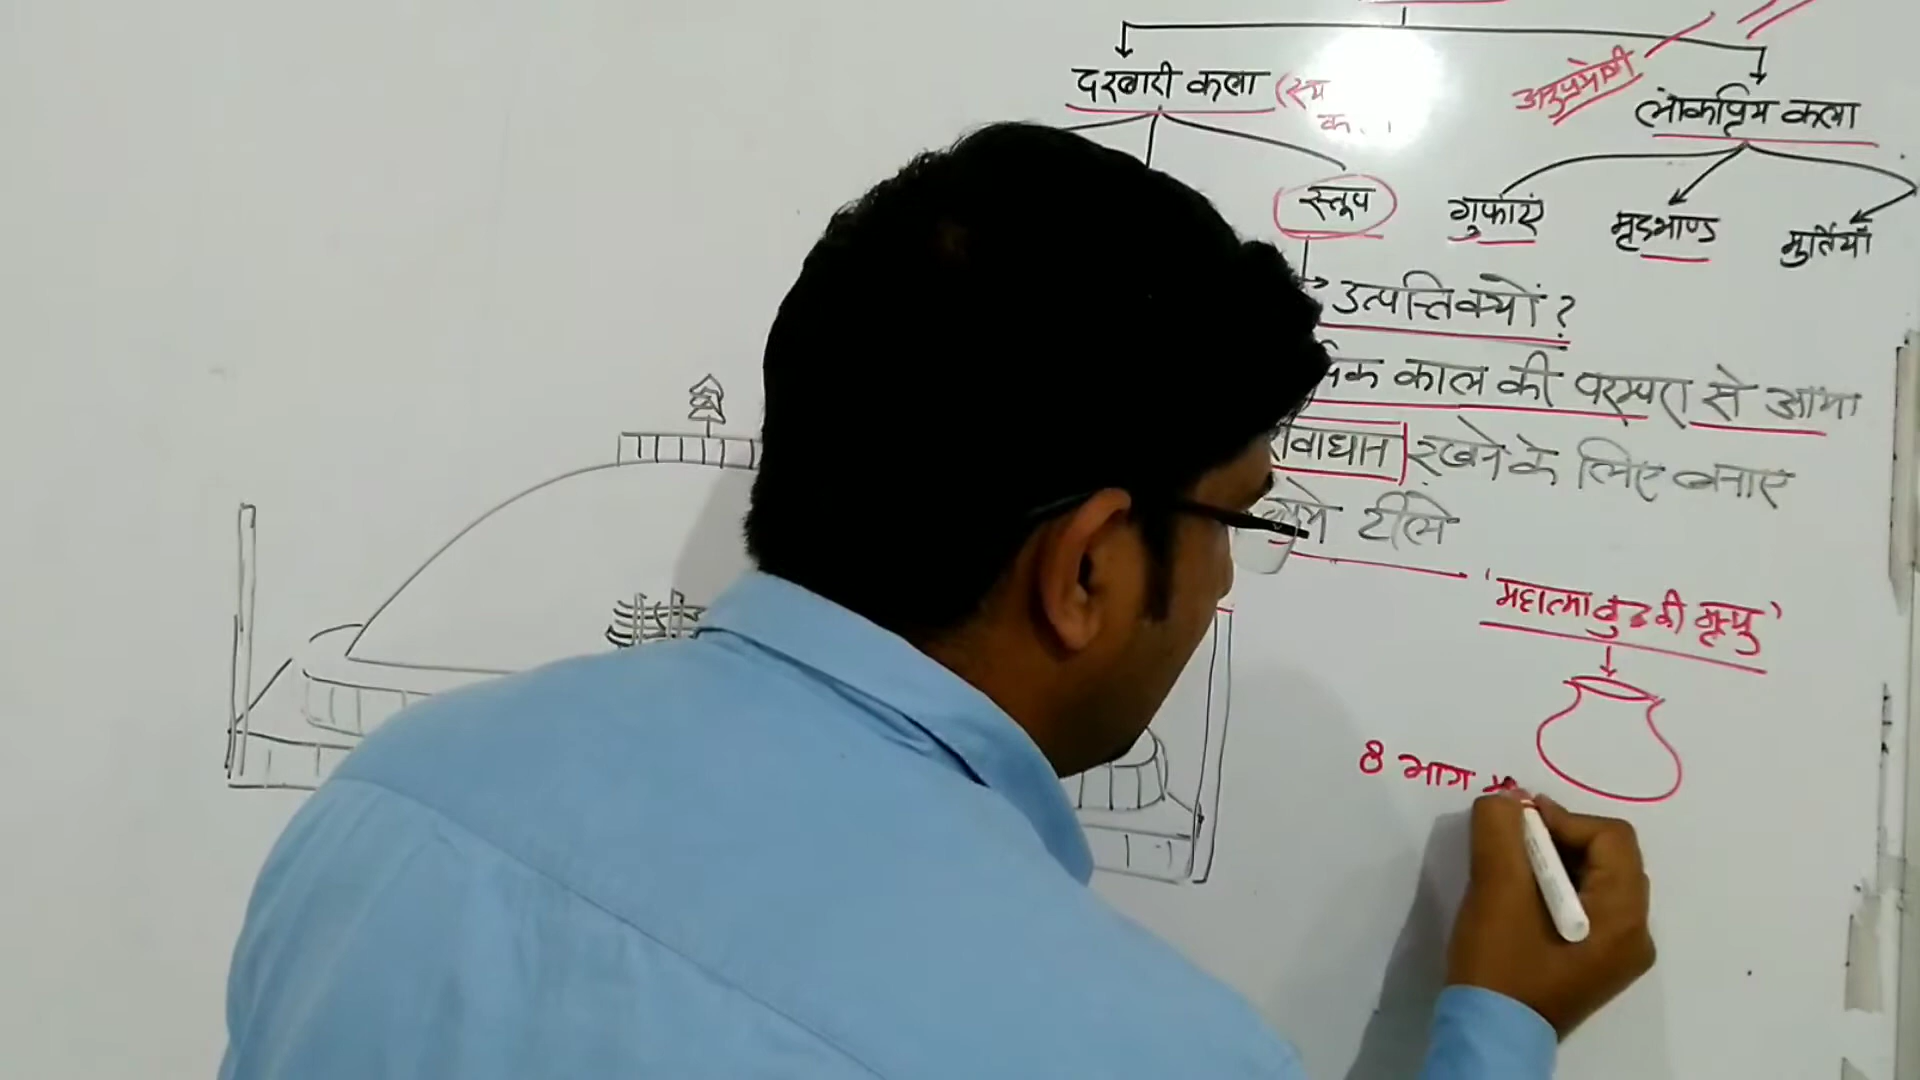 दरबारी कला
लोकप्रिय कला
स्तूप
गुफाएं
मृदभाण्ड
मुर्तियाँ
उत्पत्ति क्यों ?
काल की परम्परा से आया
रखने के लिए बनाए
टीले
'महात्मा बुद्ध की मृत्यु'
8 भाग